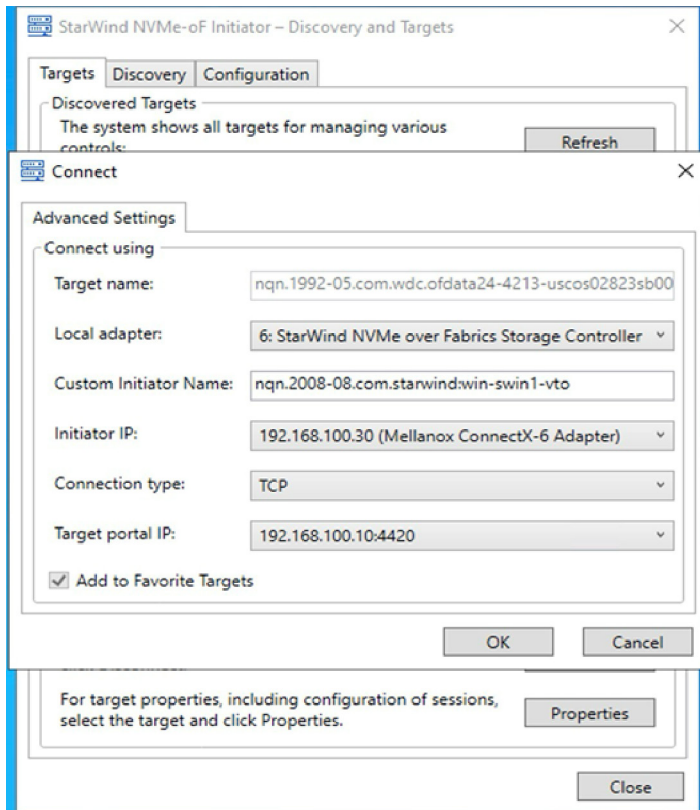 StarWind NVMe-oF Initiator – Discovery and Targets
Targets
Discovery
Configuration
Discovered Targets
The system shows all targets for managing various
controls:
Refresh
Connect
Advanced Settings
Connect using
Target name:
nqn.1992-05.com.wdc.ofdata24-4213-uscos02823sb00
Local adapter:
6: StarWind NVMe over Fabrics Storage Controller
Custom Initiator Name:
nqn.2008-08.com.starwind:win-swin1-vto
Initiator IP:
192.168.100.30 (Mellanox ConnectX-6 Adapter)
Connection type:
TCP
Target portal IP:
192.168.100.10:4420
Add to Favorite Targets
OK
Cancel
click Disconnect.
For target properties, including configuration of sessions,
select the target and click Properties.
Properties
Close